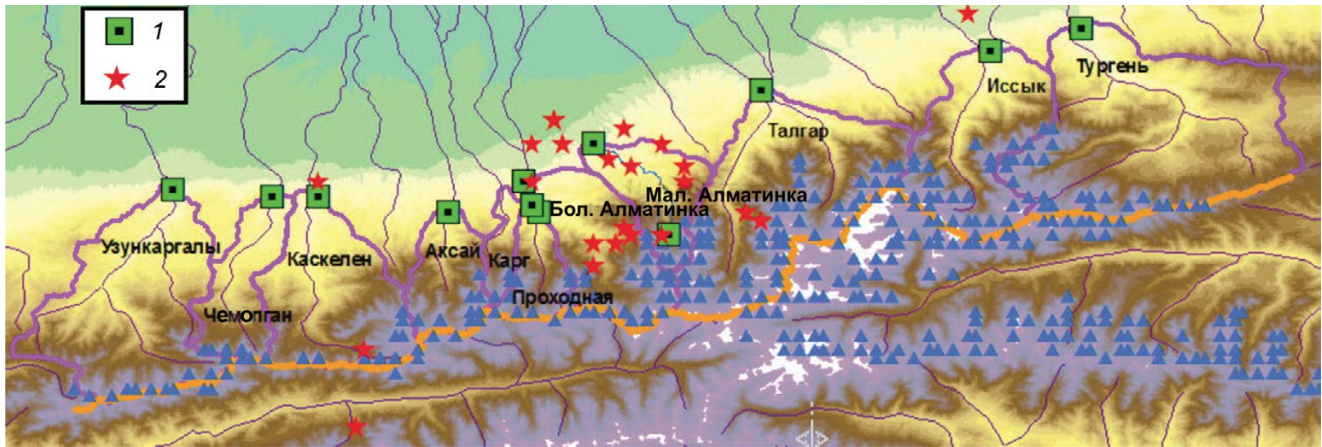 1
2
Тургень
Иссык
Талгар
Мал. Алматинка
Бол. Алматинка
Узункаргалы
Каскелен
Аксай
Карг
Проходная
Чемолган